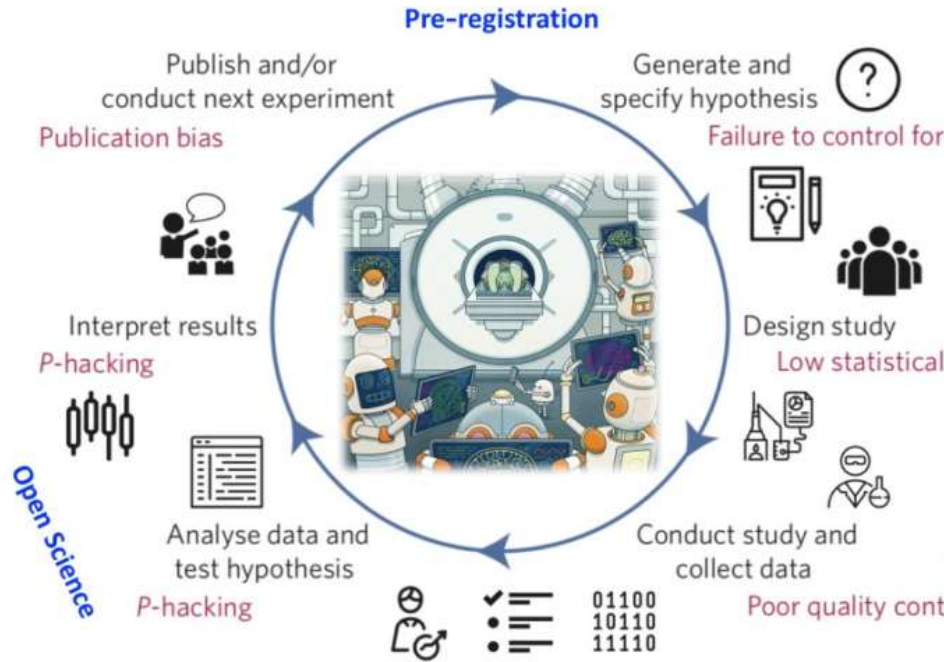 Pre-registration
Publish and/or
conduct next experiment
Publication bias
Generate and
specify hypothesis
?
Failure to control for
Interpret results
P-hacking
Design study
Low statistical
Open Science
Analyse data and
test hypothesis
P-hacking
Conduct study and
collect data
Poor quality cont
01100
10110
11110